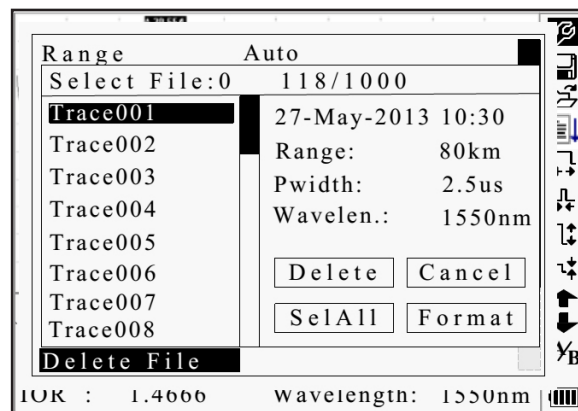 Range Auto
Select File:0 118/1000
Trace001
Trace002
Trace003
Trace004
Trace005
Trace006
Trace007
Trace008
27-May-2013 10:30
Range: 80km
Pwidth: 2.5us
Wavelen.: 1550nm
Delete Cancel
SelAll Format
Delete File
IOR : 1.4666 Wavelength: 1550nm